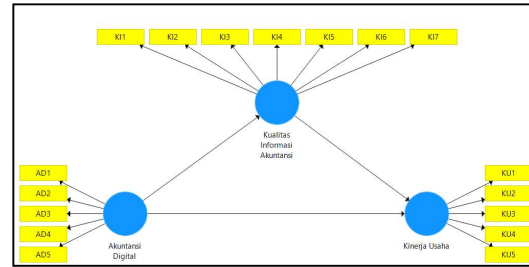 KI1 KI2 KI3 KI4 KI5 KI6 KI7
Kualitas
Informasi
Akuntansi
AD1
AD2
AD3
AD4
AD5
Akuntansi
Digital
KU1
KU2
KU3
KU4
KU5
Kinerja Usaha